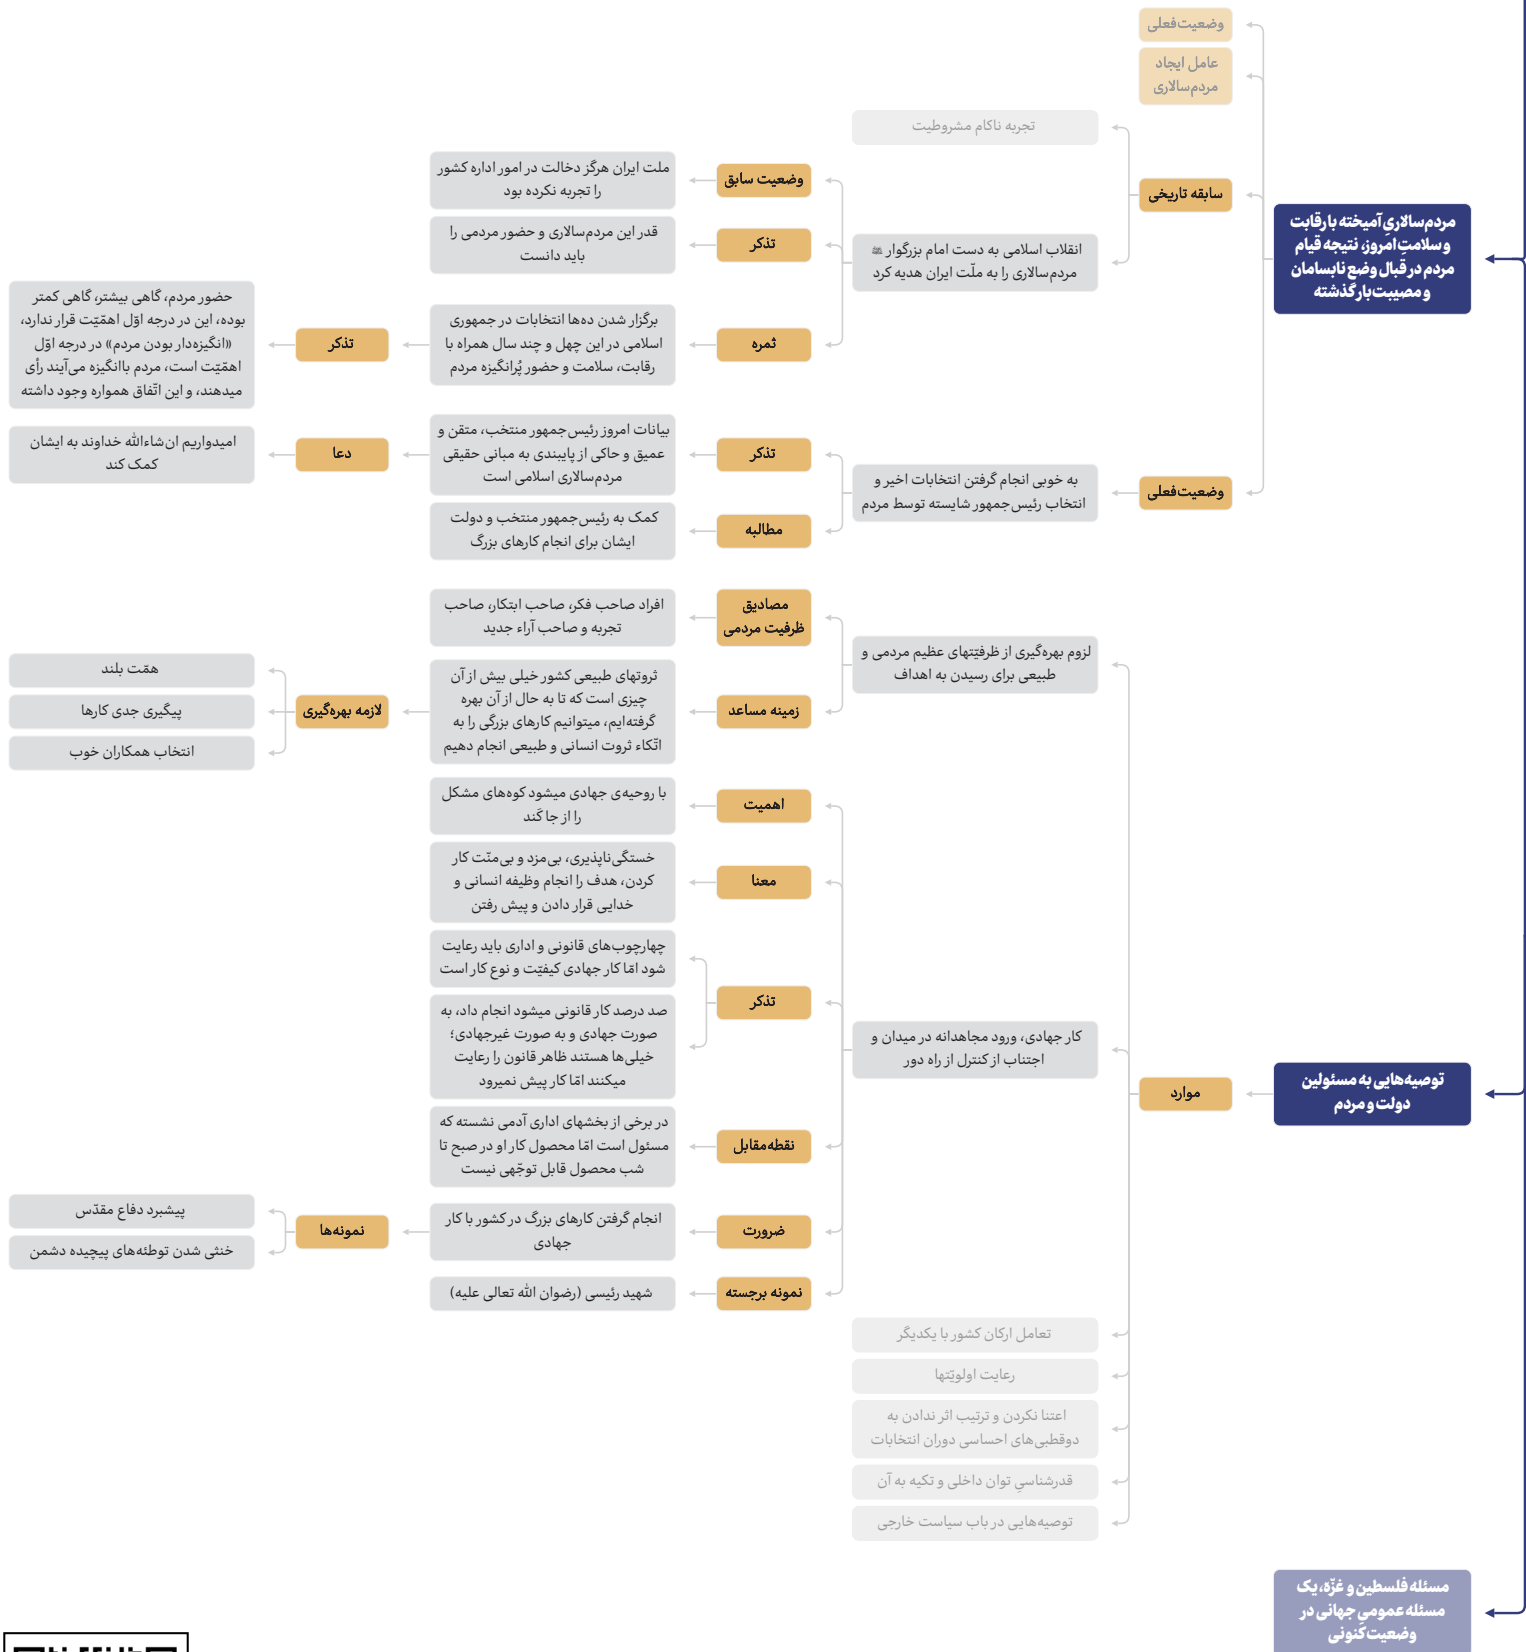 وضعیت‌فعلی
عامل ایجاد
مردم‌سالاری
تجربه ناکام مشروطیت
سابقه تاریخی
مردم‌سالاریِ آمیخته با رقابت
و سلامتِ امروز، نتیجه قیام
مردم در قبال وضع نابسامان
و مصیبت‌بار گذشته
انقلاب اسلامی به دست امام بزرگوار
مردم‌سالاری را به ملّت ایران هدیه کرد
وضعیت سابق
ملت ایران هرگز دخالت در امور اداره کشور
را تجربه نکرده بود
تذکر
قدر این مردم‌سالاری و حضور مردمی را
باید دانست
ثمره
برگزار شدن ده‌ها انتخابات در جمهوری
اسلامی در این چهل و چند سال همراه با
رقابت، سلامت و حضور پُرانگیزه مردم
تذکر
حضور مردم، گاهی بیشتر، گاهی کمتر
بوده، این در درجه اوّل اهمّیّت قرار ندارد،
«انگیزه‌دار بودن مردم» در درجه اوّل
اهمّیّت است، مردم باانگیزه می‌آیند رأی
میدهند، و این اتّفاق همواره وجود داشته
وضعیت‌فعلی
به خوبی انجام گرفتن انتخابات اخیر و
انتخاب رئیس‌جمهور شایسته توسط مردم
تذکر
بیانات امروز رئیس‌جمهور منتخب، متقن و
عمیق و حاکی از پایبندی به مبانی حقیقی
مردم‌سالاری اسلامی است
دعا
امیدواریم ان‌شاءالله خداوند به ایشان
کمک کند
مطالبه
کمک به رئیس‌جمهور منتخب و دولت
ایشان برای انجام کارهای بزرگ
توصیه‌هایی به مسئولین
دولت و مردم
موارد
لزوم بهره‌گیری از ظرفیّتهای عظیم مردمی و
طبیعی برای رسیدن به اهداف
مصادیق
ظرفیت مردمی
افراد صاحب فکر، صاحب ابتکار، صاحب
تجربه و صاحب آراء جدید
زمینه مساعد
ثروتهای طبیعی کشور خیلی بیش از آن
چیزی است که تا به حال از آن بهره
گرفته‌ایم، میتوانیم کارهای بزرگی را به
اتّکاء ثروت انسانی و طبیعی انجام دهیم
لازمه بهره‌گیری
همّت بلند
پیگیری جدی کارها
انتخاب همکاران خوب
کار جهادی، ورود مجاهدانه در میدان و
اجتناب از کنترل از راه دور
اهمیت
با روحیه‌ی جهادی میشود کوه‌های مشکل
را از جا کَند
معنا
خستگی‌ناپذیری، بی‌مزد و بی‌منّت کار
کردن، هدف را انجام وظیفه انسانی و
خدایی قرار دادن و پیش رفتن
تذکر
چهارچوب‌های قانونی و اداری باید رعایت
شود امّا کار جهادی کیفیّت و نوع کار است
صد درصد کار قانونی میشود انجام داد، به
صورت جهادی و به صورت غیرجهادی؛
خیلی‌ها هستند ظاهر قانون را رعایت
میکنند امّا کار پیش نمیرود
نقطه‌مقابل
در برخی از بخشهای اداری آدمی نشسته که
مسئول است امّا محصول کار او در صبح تا
شب محصول قابل توجّهی نیست
ضرورت
انجام گرفتن کارهای بزرگ در کشور با کار
جهادی
نمونه‌ها
پیشبرد دفاع مقدّس
خنثی شدن توطئه‌های پیچیده دشمن
نمونه برجسته
شهید رئیسی (رضوان الله تعالی علیه)
تعامل ارکان کشور با یکدیگر
رعایت اولویّتها
اعتنا نکردن و ترتیب اثر ندادن به
دوقطبی‌های احساسی دوران انتخابات
قدرشناسیِ توان داخلی و تکیه به آن
توصیه‌هایی در باب سیاست خارجی
مسئله فلسطین و غزّه، یک
مسئله عمومیِ جهانی در
وضعیت کنونی